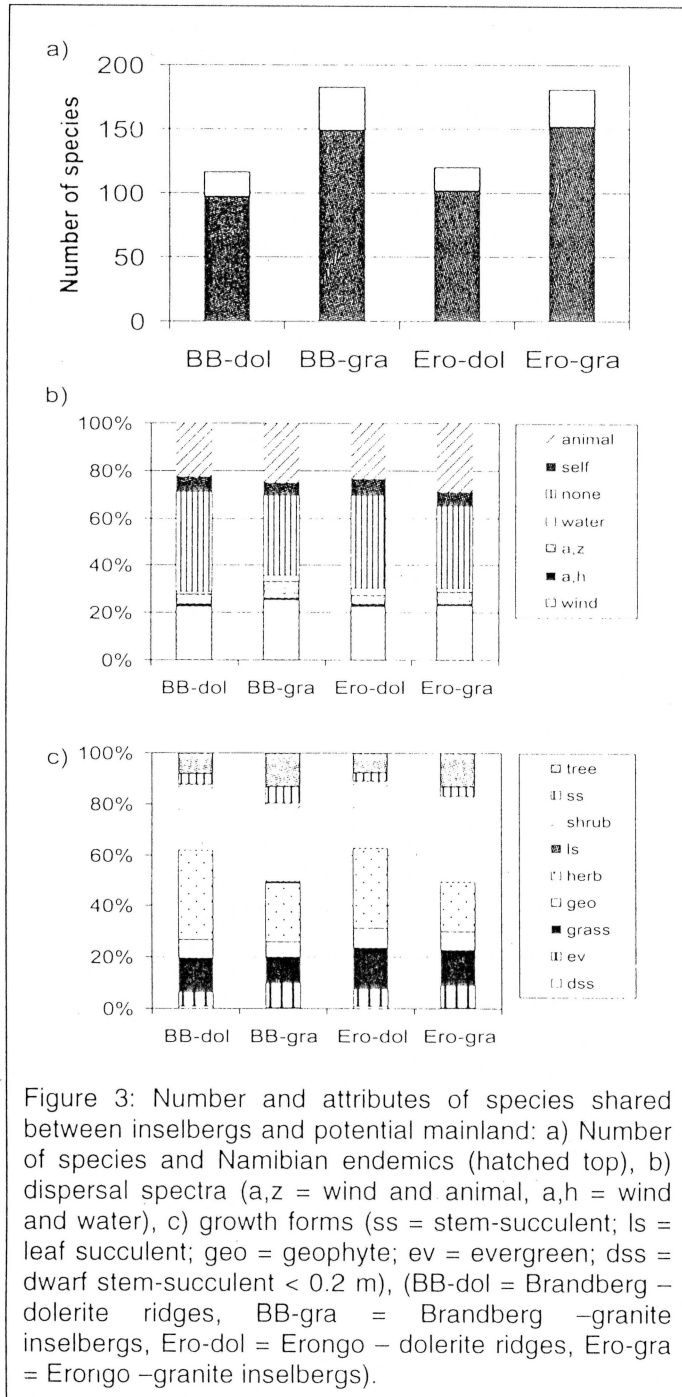 a)
Number of species
200
150
100
50
0
BB-dol BB-gra Ero-dol Ero-gra
b)
100%
80%
60%
40%
20%
0%
BB-dol BB-gra Ero-dol Ero-gra
animal
self
none
water
a,z
a,h
wind
c)
100%
80%
60%
40%
20%
0%
BB-dol BB-gra Ero-dol Ero-gra
tree
ss
shrub
ls
herb
geo
grass
ev
dss
Figure 3: Number and attributes of species shared
between inselbergs and potential mainland: a) Number
of species and Namibian endemics (hatched top), b)
dispersal spectra (a,z = wind and animal, a,h = wind
and water), c) growth forms (ss = stem-succulent; ls =
leaf succulent; geo = geophyte; ev = evergreen; dss =
dwarf stem-succulent < 0.2 m), (BB-dol = Brandberg –
dolerite ridges, BB-gra = Brandberg –granite
inselbergs, Ero-dol = Erongo – dolerite ridges, Ero-gra
= Erongo –granite inselbergs).